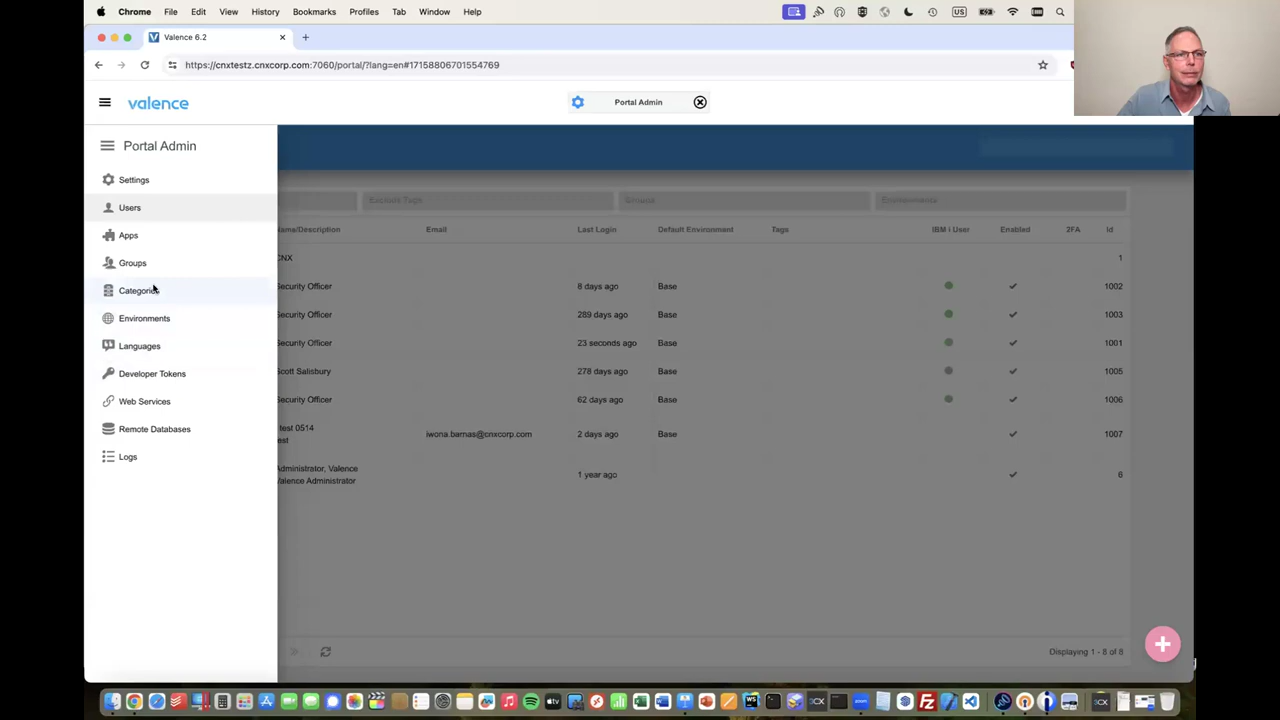 Chrome File Edit View History Bookmarks Profiles Tab Window Help US
Valence 6.2
https://cnxtestz.cnxcorp.com:7060/portal/?lang=en#17158806701554769
valence Portal Admin
Portal Admin
Settings
Users
Apps
Groups
Categories
Environments
Languages
Developer Tokens
Web Services
Remote Databases
Logs
Exclude Tags Groups Environments
Name/Description Email Last Login Default Environment Tags IBM i User Enabled 2FA Id
CNX 1
Security Officer 8 days ago Base 1002
Security Officer 289 days ago Base 1003
Security Officer 23 seconds ago Base 1001
Scott Salisbury 278 days ago Base 1005
Security Officer 62 days ago Base 1006
test 0514
est iwona.barnas@cnxcorp.com 2 days ago Base 1007
Administrator, Valence
Valence Administrator 1 year ago 6
Displaying 1 - 8 of 8